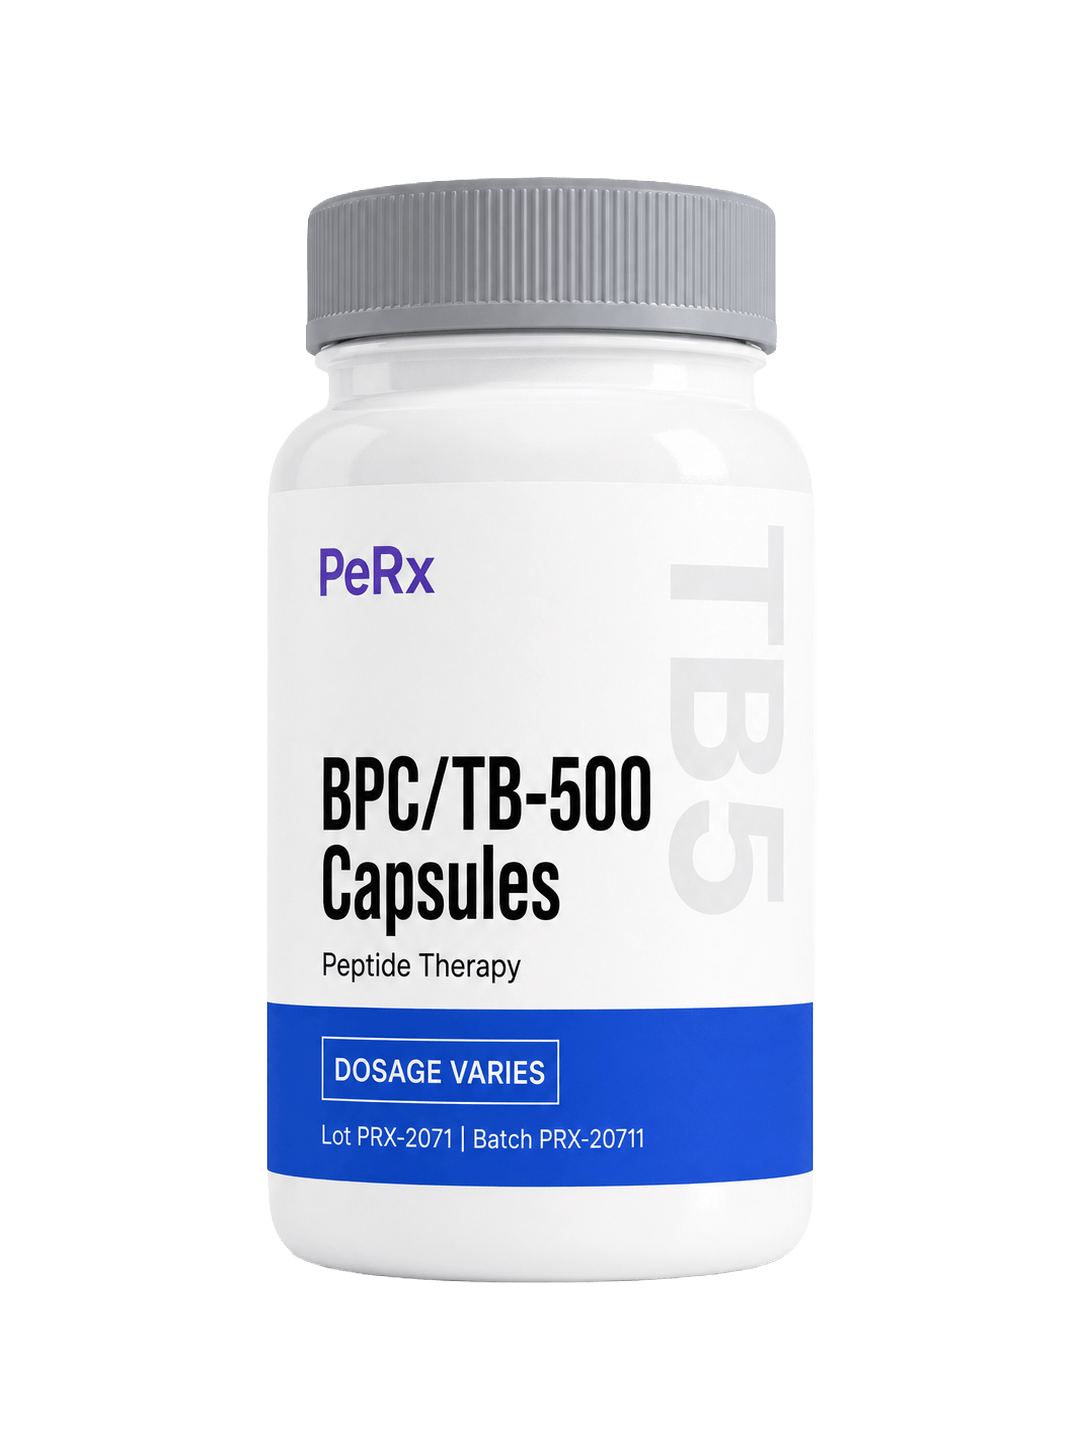 PeRx
TB5
BPC/TB-500
Capsules
Peptide Therapy
DOSAGE VARIES
Lot PRX-2071 | Batch PRX-20711